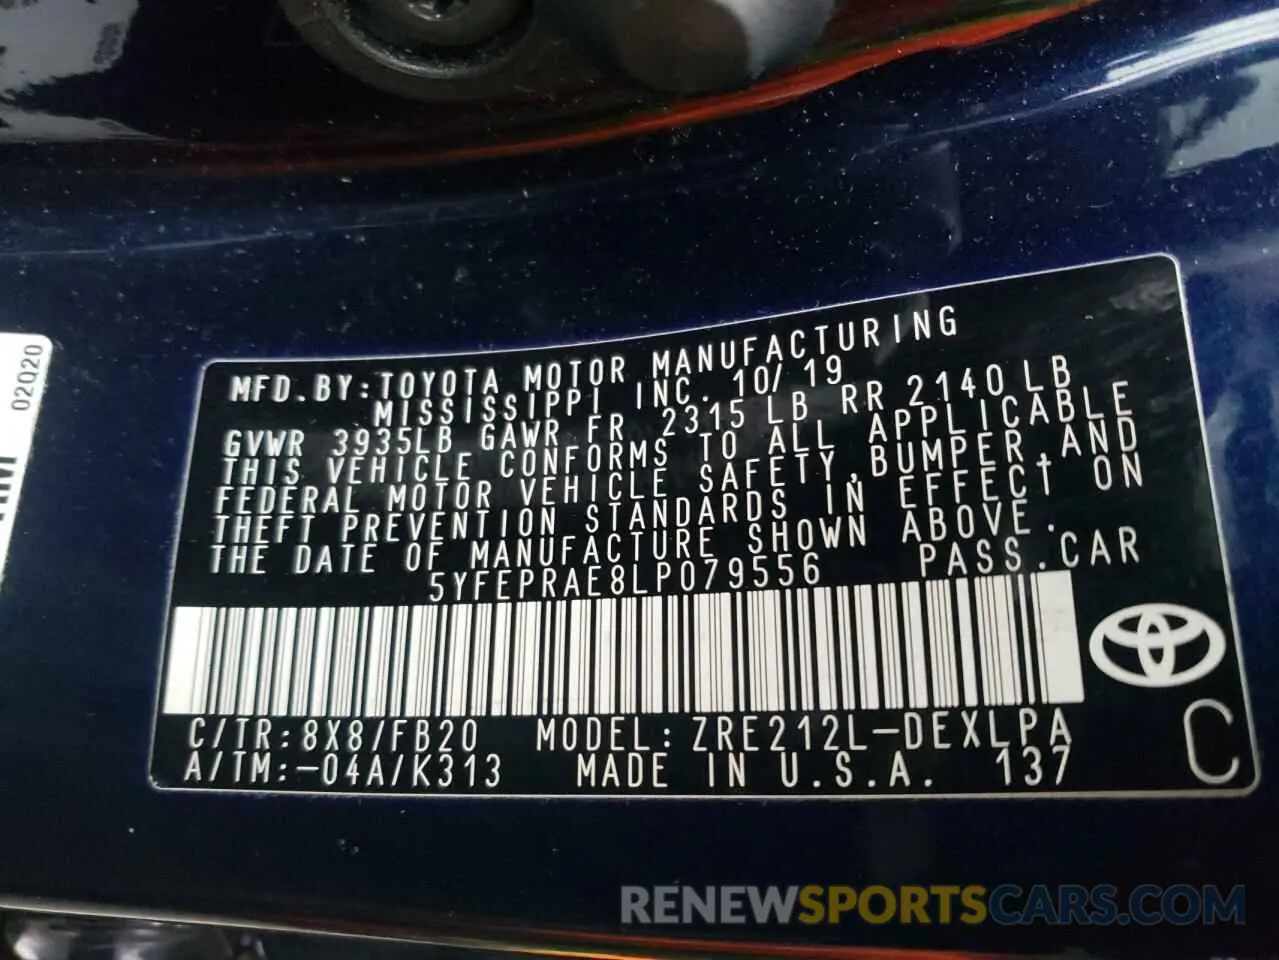 MFD.BY:TOYOTA MOTOR MANUFACTURING
MISSISSIPPI INC. 10/19
GVWR 3935LB GAWR FR 2315 LB RR 2140 LB
THIS VEHICLE CONFORMS TO ALL APPLICABLE
FEDERAL MOTOR VEHICLE SAFETY, BUMPER, AND
THEFT PREVENTION STANDARDS IN EFFECT ON
THE DATE OF MANUFACTURE SHOWN ABOVE.
5YFEPRAE8LP079556 PASS.CAR
C/TR:8X8/FB20 MODEL:ZRE212L-DEXLPA
A/TM:-04A/K313 MADE IN U.S.A. 137
C
02020
RENEWSPORTSCARS.COM